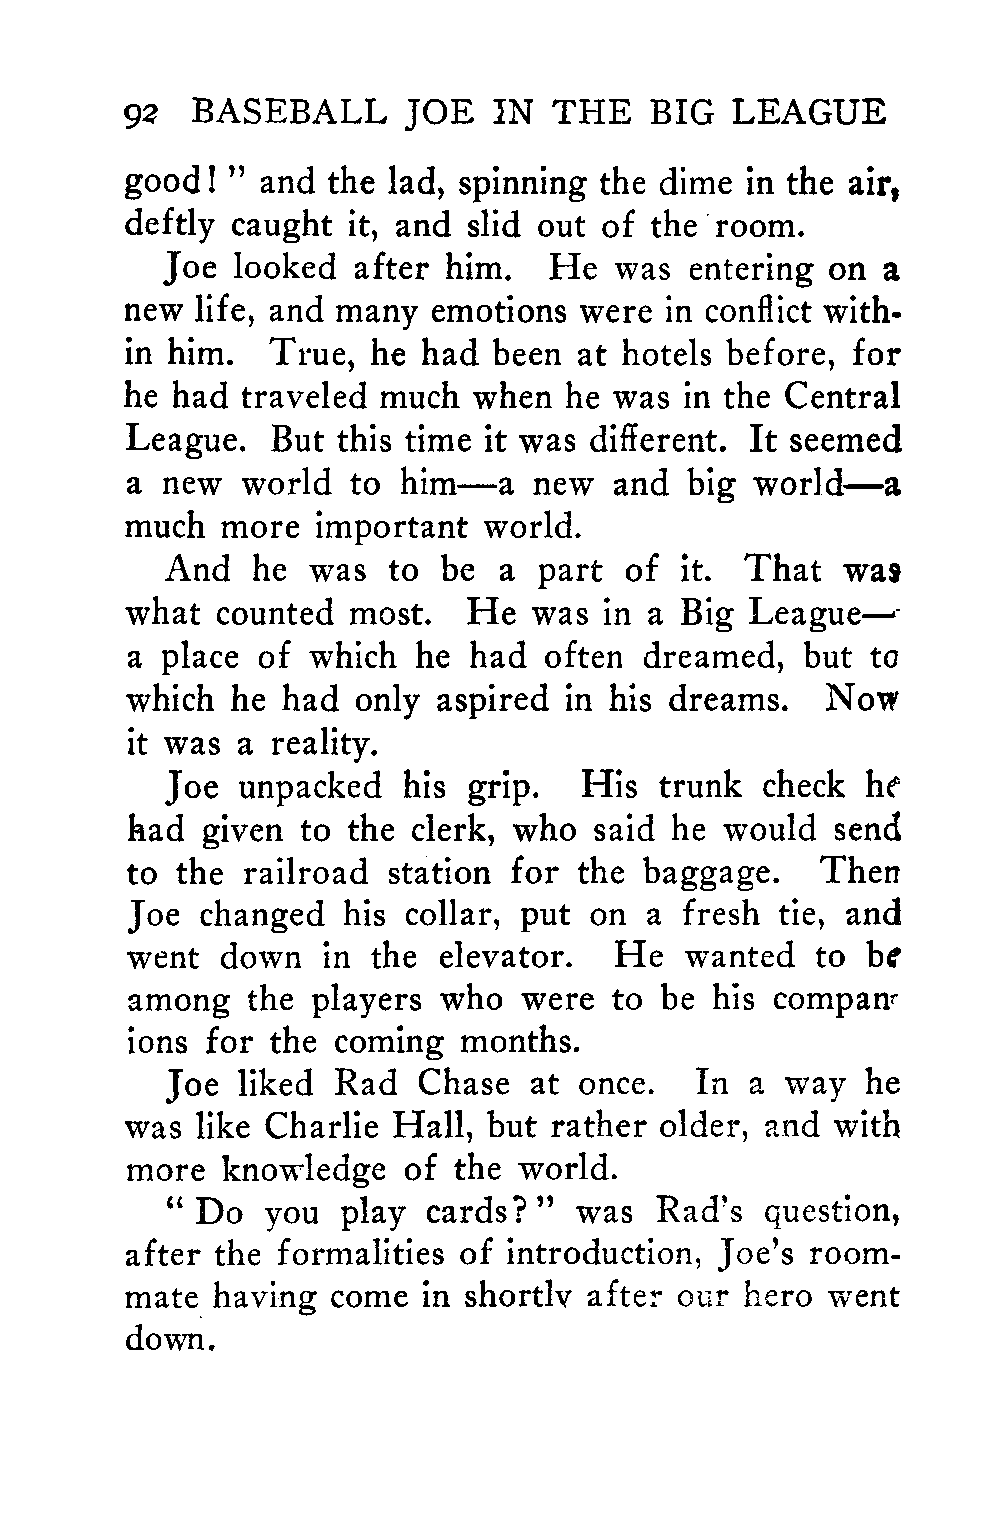 92 BASEBALL JOE IN THE BIG LEAGUE
good! " and the lad, spinning the dime in the air,
deftly caught it, and slid out of the room.
Joe looked after him. He was entering on a
new life, and many emotions were in conflict with-
in him. True, he had been at hotels before, for
he had traveled much when he was in the Central
League. But this time it was different. It seemed
a new world to him—a new and big world—a
much more important world.
And he was to be a part of it. That was
what counted most. He was in a Big League—
a place of which he had often dreamed, but to
which he had only aspired in his dreams. Now
it was a reality.
Joe unpacked his grip. His trunk check he
had given to the clerk, who said he would send
to the railroad station for the baggage. Then
Joe changed his collar, put on a fresh tie, and
went down in the elevator. He wanted to be
among the players who were to be his compan-
ions for the coming months.
Joe liked Rad Chase at once. In a way he
was like Charlie Hall, but rather older, and with
more knowledge of the world.
" Do you play cards? " was Rad's question,
after the formalities of introduction, Joe's room-
mate having come in shortly after our hero went
down.